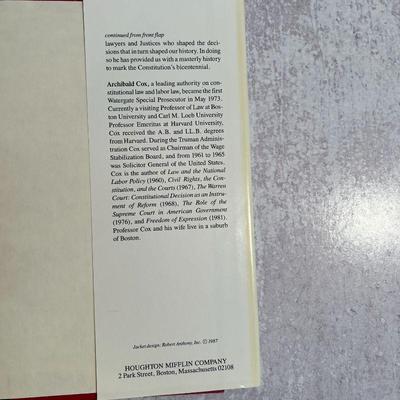 continued from front flap
lawyers and Justices who shaped the deci-
sions that in turn shaped our history. In doing
so he has provided us with a masterly history
to mark the Constitution's bicentennial.
Archibald Cox, a leading authority on con-
stitutional law and labor law, became the first
Watergate Special Prosecutor in May 1973.
Currently a visiting Professor of Law at Bos-
ton University and Carl M. Loeb University
Professor Emeritus at Harvard University,
Cox received the A.B. and LL.B. degrees
from Harvard. During the Truman Adminis-
tration Cox served as Chairman of the Wage
Stabilization Board, and from 1961 to 1965
was Solicitor General of the United States.
Cox is the author of Law and the National
Labor Policy (1960), Civil Rights, the Con-
stitution, and the Courts (1967), The Warren
Court: Constitutional Decision as an Instru-
ment of Reform (1968), The Role of the
Supreme Court in American Government
(1976), and Freedom of Expression (1981).
Professor Cox and his wife live in a suburb
of Boston.
Jacket design: Robert Anthony, Inc. © 1987
HOUGHTON MIFFLIN COMPANY
2 Park Street, Boston, Massachusetts 02108